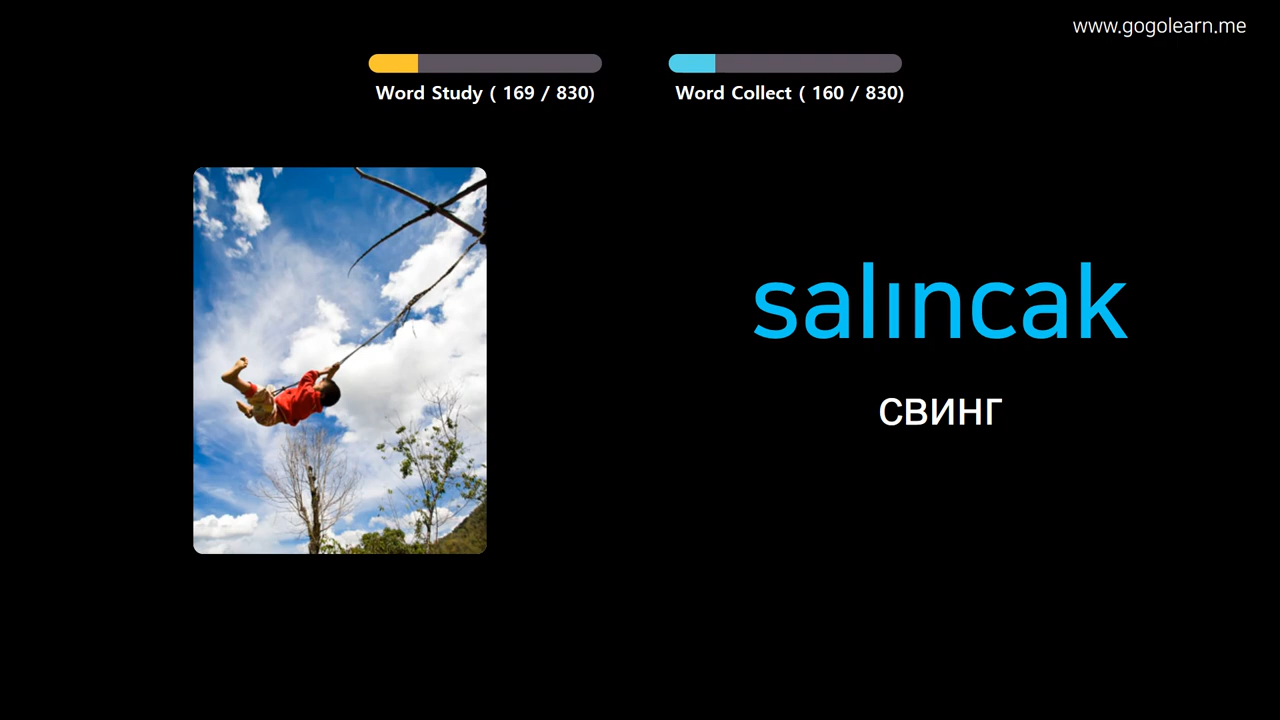 www.gogolearn.me
Word Study ( 169 / 830)
Word Collect ( 160 / 830)
salıncak
свинг